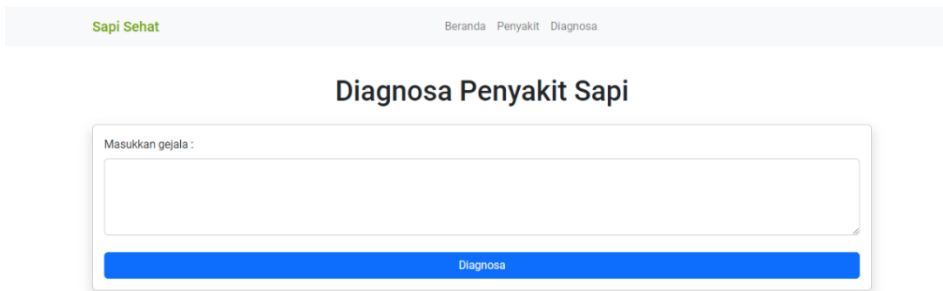 Sapi Sehat Beranda Penyakit Diagnosa
Diagnosa Penyakit Sapi
Masukkan gejala :
Diagnosa